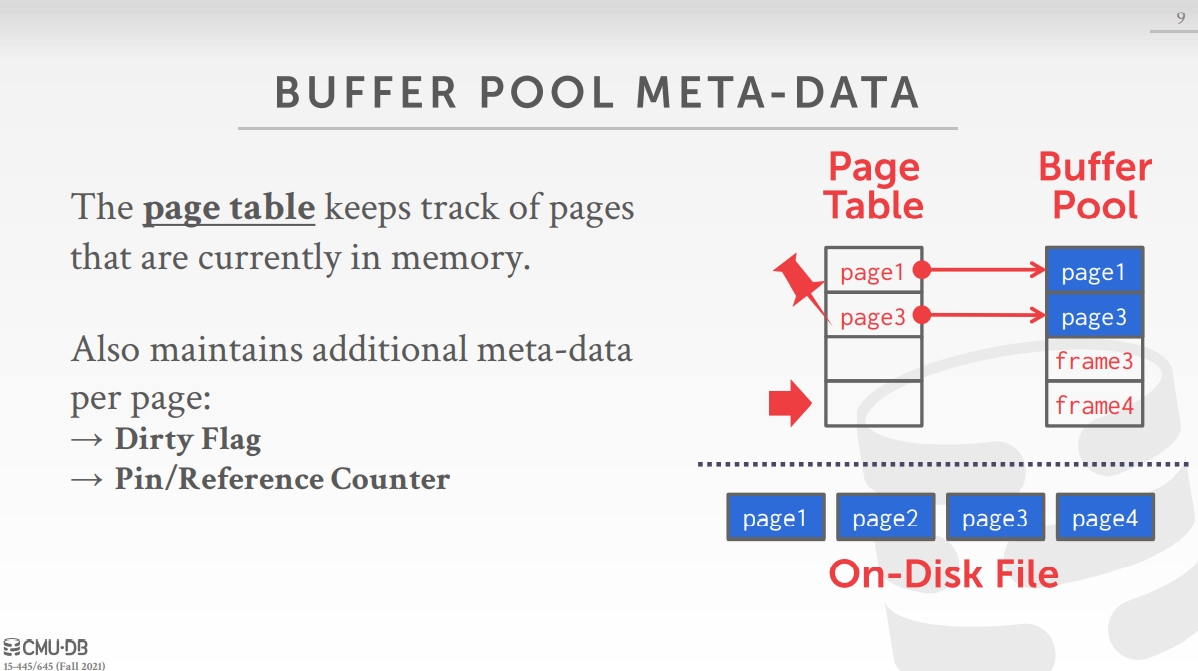 9
BUFFER POOL META-DATA
The page table keeps track of pages
that are currently in memory.
Also maintains additional meta-data
per page:
→ Dirty Flag
→ Pin/Reference Counter
Page
Table
page1
page3
Buffer
Pool
page1
page3
frame3
frame4
page1 page2 page3 page4
On-Disk File
CMU·DB
15-445/645 (Fall 2021)